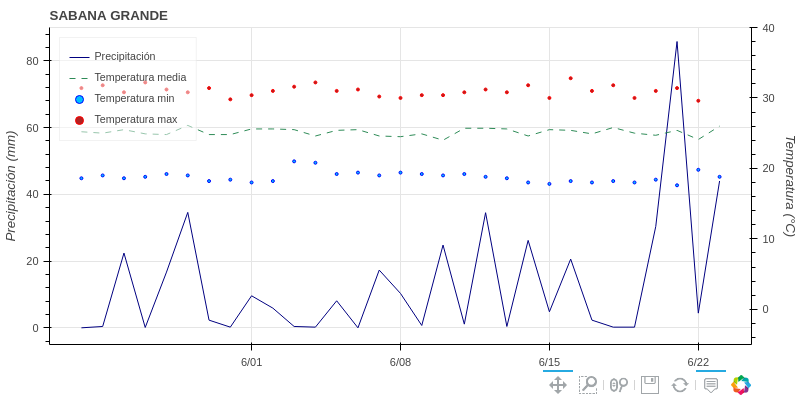 SABANA GRANDE
Precipitación
Temperatura media
Temperatura min
Temperatura max
Precipitación (mm)
80
60
40
20
0
Temperatura (°C)
40
30
20
10
0
6/01
6/08
6/15
6/22